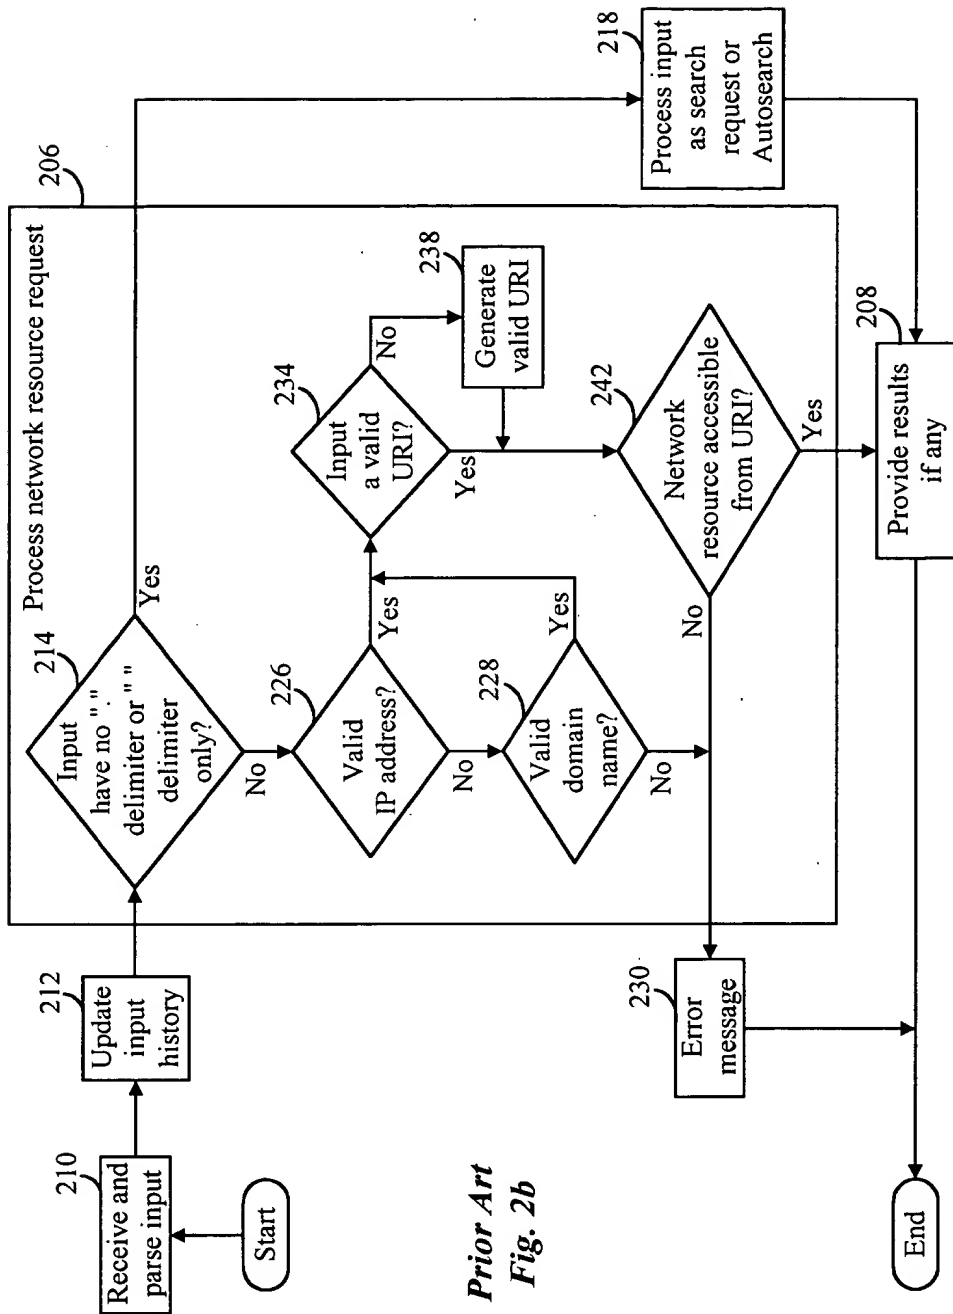 210
Receive and
parse input
Start
212
Update
input
history
206
Process network resource request
214
Input
have no "."
delimiter or " "
delimiter
only?
Yes
No
226
Valid
IP address?
Yes
No
228
Valid
domain
name?
Yes
No
234
Input
a valid
URI?
No
Yes
238
Generate
valid URI
242
Network
resource accessible
from URI?
No
Yes
218
Process input
as search
request or
Autosearch
230
Error
message
208
Provide results
if any
End
Prior Art
Fig. 2b